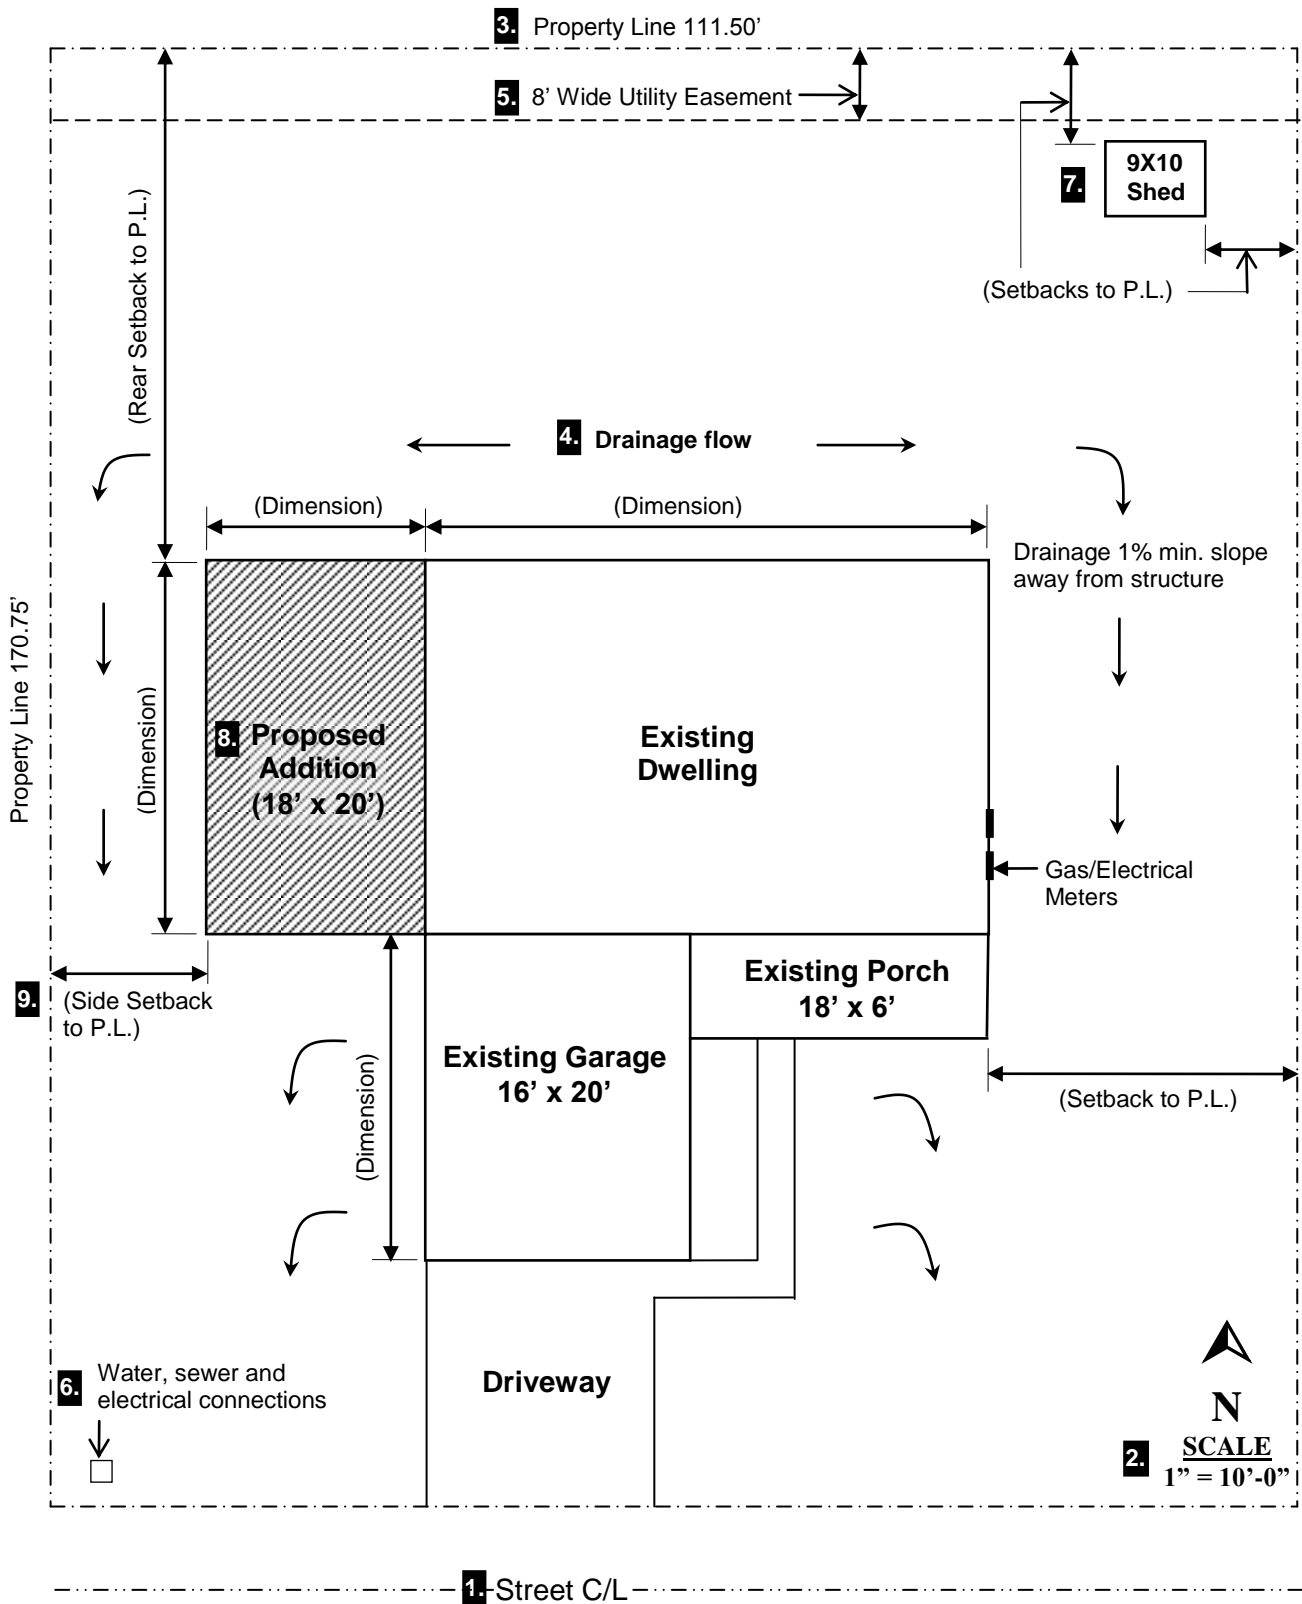 3. Property Line 111.50’
5. 8’ Wide Utility Easement
9X10
Shed
7.
(Setbacks to P.L.)
(Rear Setback to P.L.)
4. Drainage flow
(Dimension)
(Dimension)
Drainage 1% min. slope
away from structure
Property Line 170.75’
(Dimension)
8. Proposed
Addition
(18’ x 20’)
Existing
Dwelling
Gas/Electrical
Meters
9. (Side Setback
to P.L.)
Existing Porch
18’ x 6’
Existing Garage
16’ x 20’
(Dimension)
(Setback to P.L.)
6. Water, sewer and
electrical connections
Driveway
N
2. SCALE
1” = 10’-0”
1. Street C/L